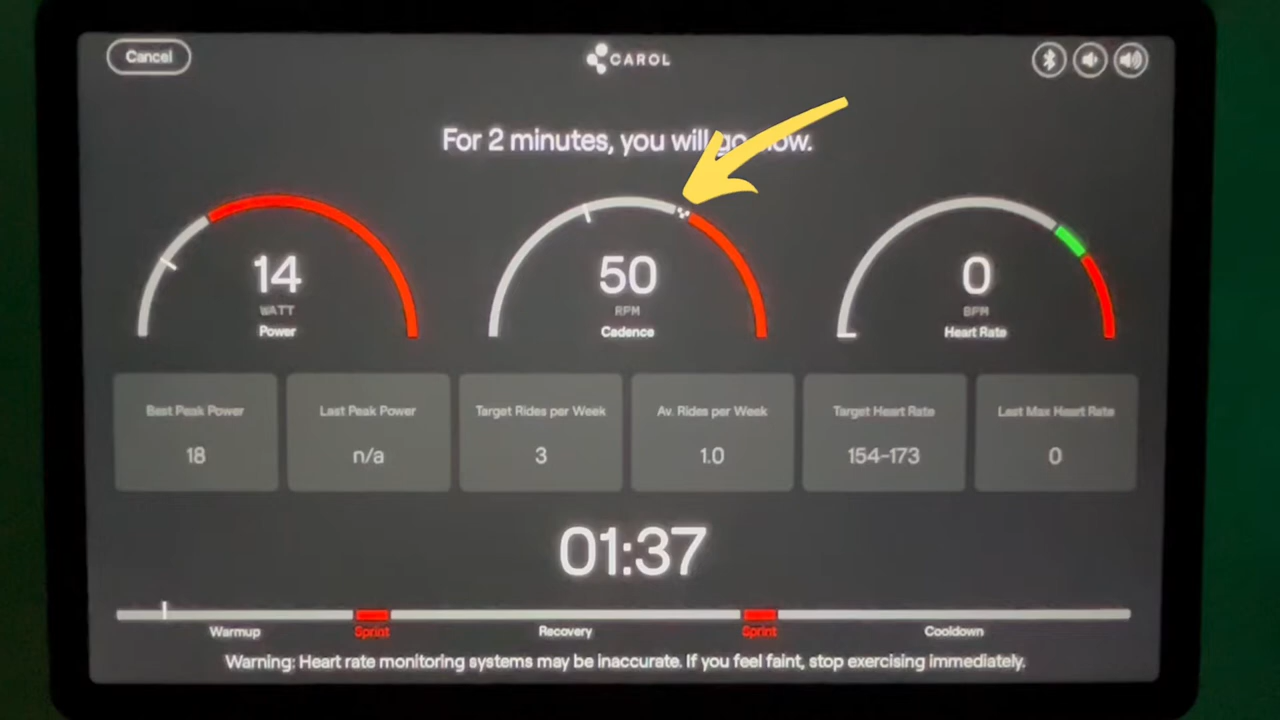 Cancel
CAROL
For 2 minutes, you will go slow.
14
WATT
Power
50
RPM
Cadence
0
BPM
Heart Rate
Best Peak Power
18
Last Peak Power
n/a
Target Rides per Week
3
Av. Rides per Week
1.0
Target Heart Rate
154-173
Last Max Heart Rate
0
01:37
Warmup
Sprint
Recovery
Sprint
Cooldown
Warning: Heart rate monitoring systems may be inaccurate. If you feel faint, stop exercising immediately.